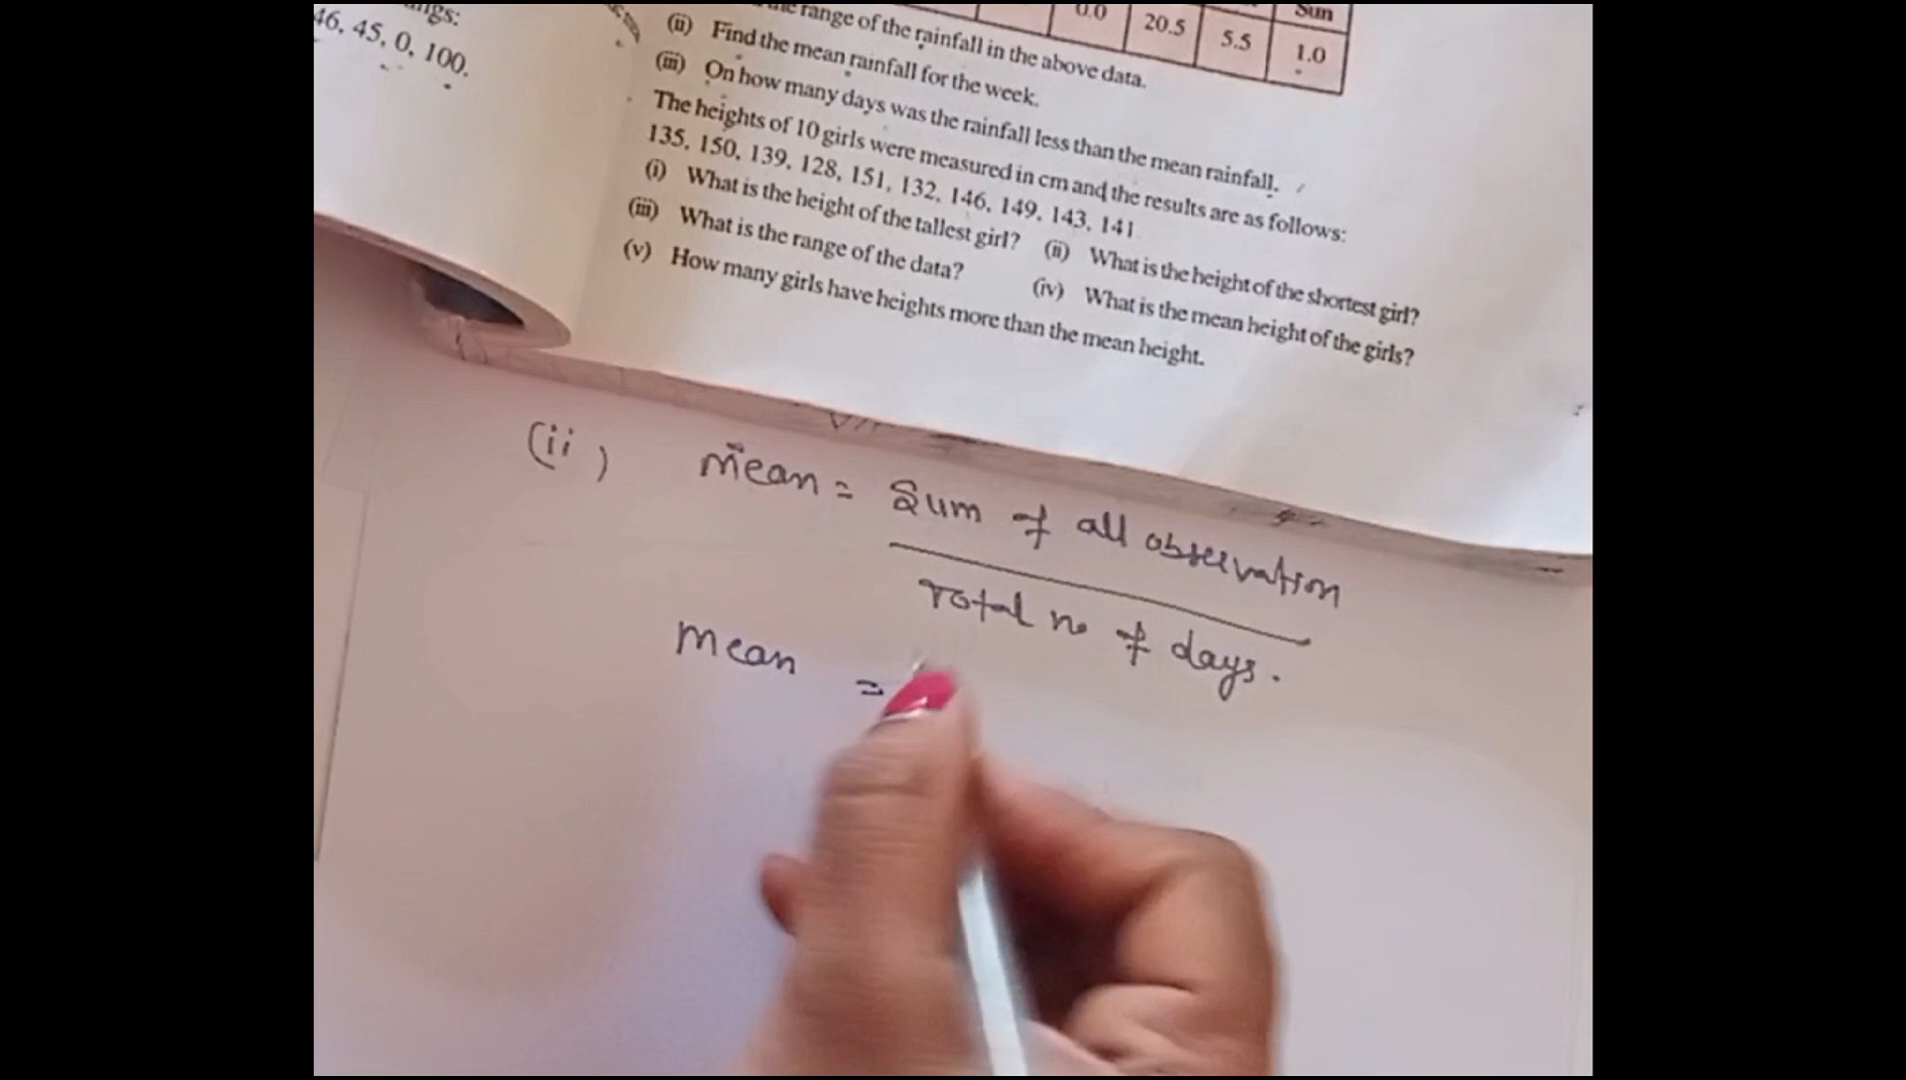 46, 45, 0, 100.
0.0 20.5 5.5 1.0
Sun
range of the rainfall in the above data.
(ii) Find the mean rainfall for the week.
(iii) On how many days was the rainfall less than the mean rainfall.
The heights of 10 girls were measured in cm and the results are as follows:
135, 150, 139, 128, 151, 132, 146, 149, 143, 141
(i) What is the height of the tallest girl? (ii) What is the height of the shortest girl?
(iii) What is the range of the data? (iv) What is the mean height of the girls?
(v) How many girls have heights more than the mean height.
(ii) mean = Sum of all observation
Total no of days.
mean =